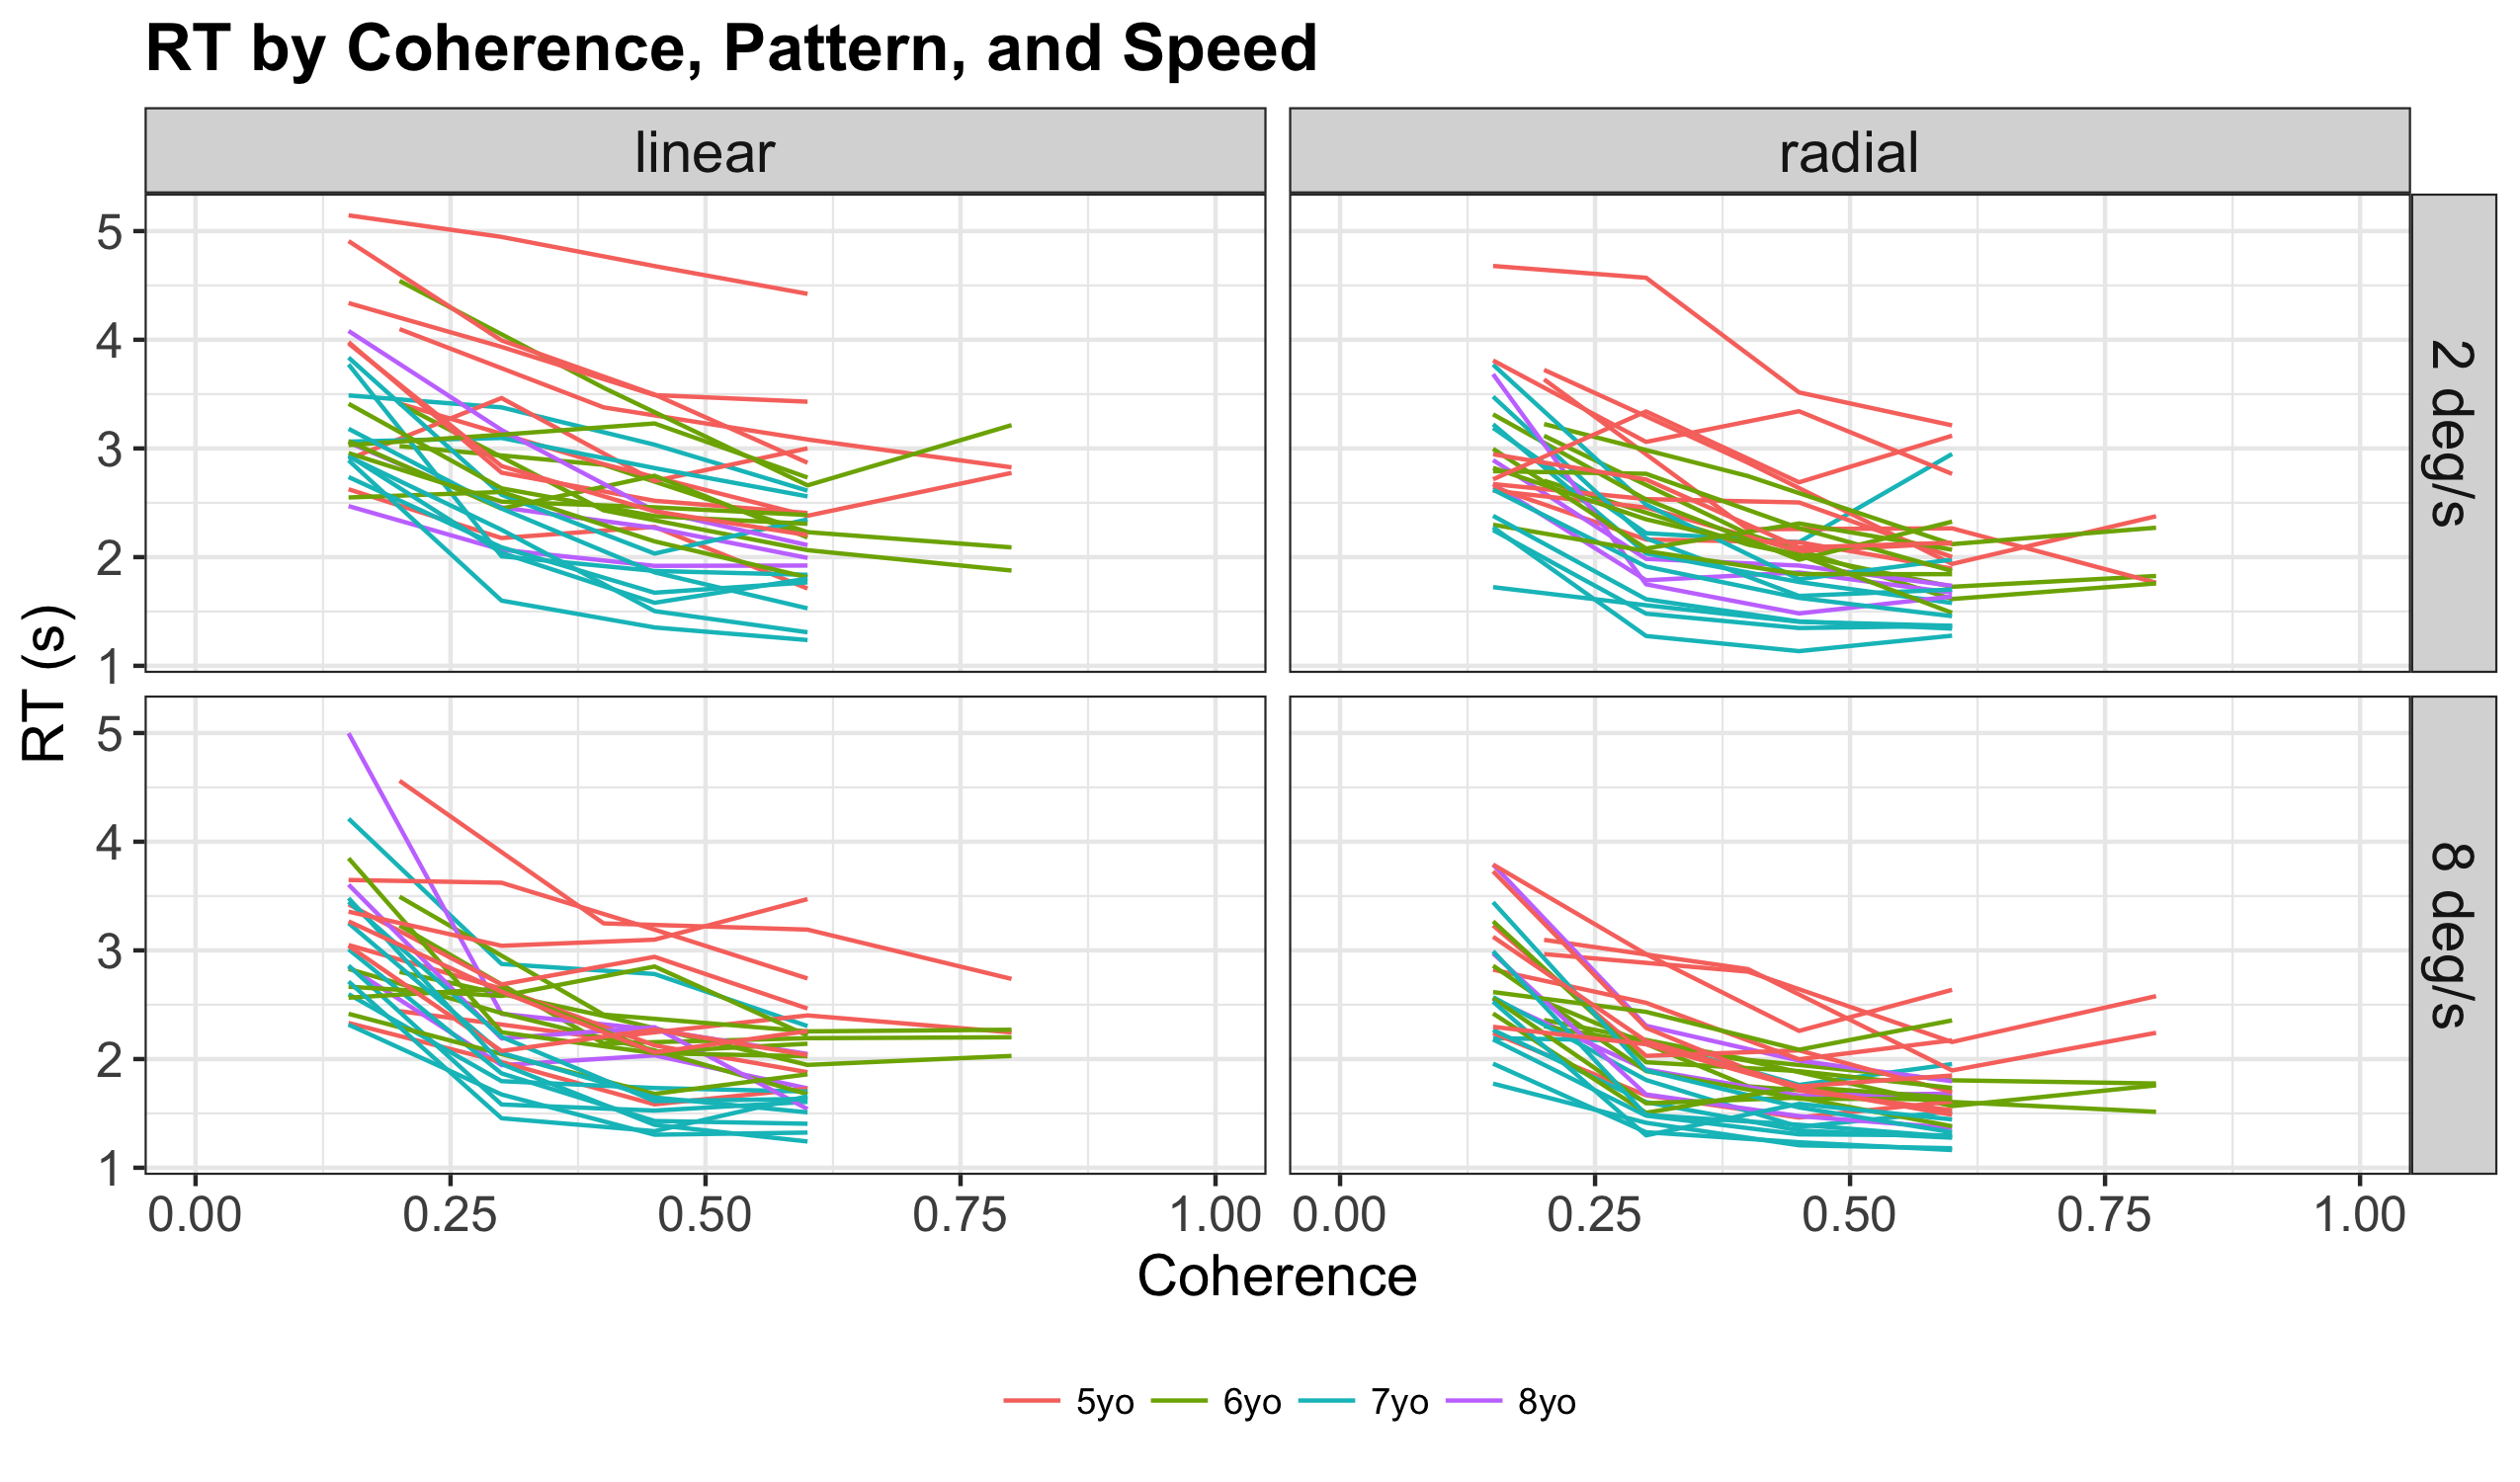 RT by Coherence, Pattern, and Speed
linear
radial
5
4
3
2
1
2 deg/s
RT (s)
5
4
3
2
1
8 deg/s
0.00 0.25 0.50 0.75 1.00 0.00 0.25 0.50 0.75 1.00
Coherence
5yo 6yo 7yo 8yo